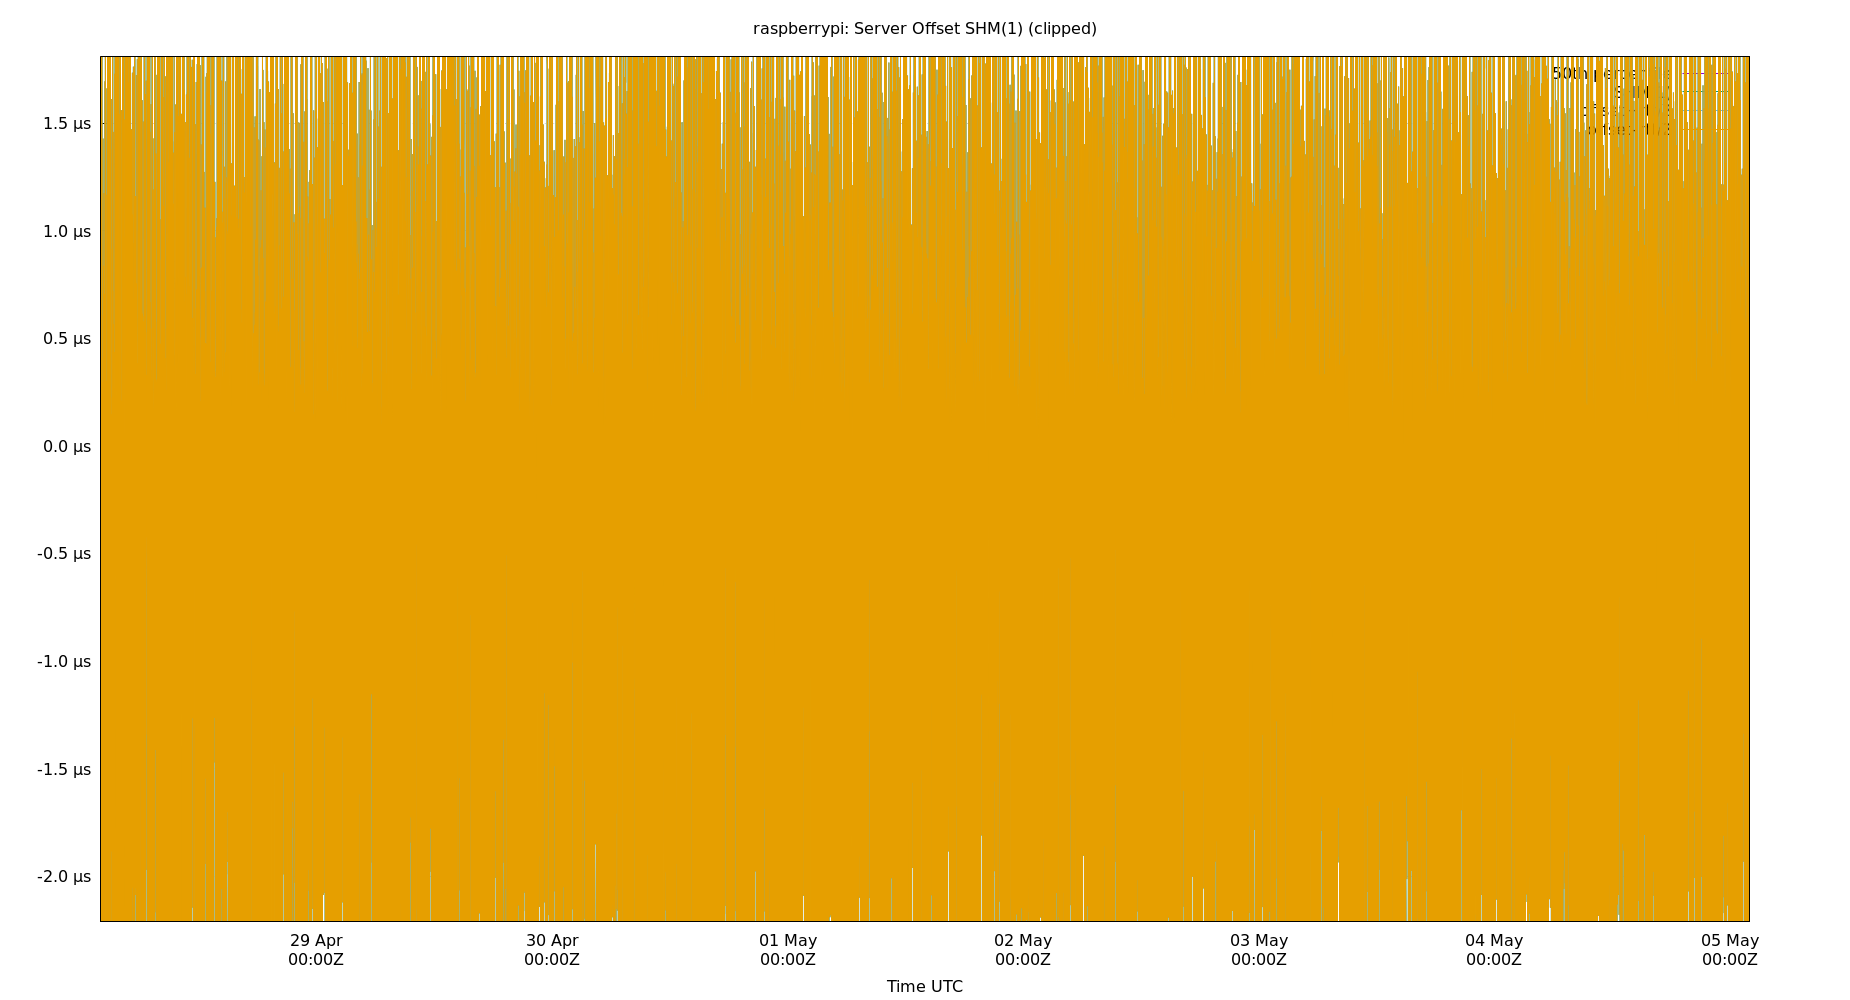 raspberrypi: Server Offset SHM(1) (clipped)
50th percentile
1.5 µs
1.0 µs
0.5 µs
0.0 µs
-0.5 µs
-1.0 µs
-1.5 µs
-2.0 µs
29 Apr 30 Apr 01 May 02 May 03 May 04 May 05 May
00:00Z 00:00Z 00:00Z 00:00Z 00:00Z 00:00Z 00:00Z
Time UTC